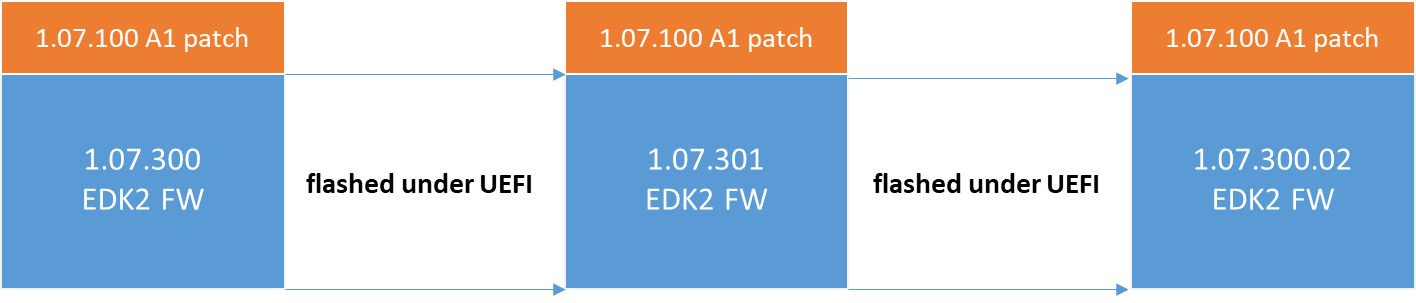 1.07.100 A1 patch
1.07.300
EDK2 FW
flashed under UEFI
1.07.100 A1 patch
1.07.301
EDK2 FW
flashed under UEFI
1.07.100 A1 patch
1.07.300.02
EDK2 FW